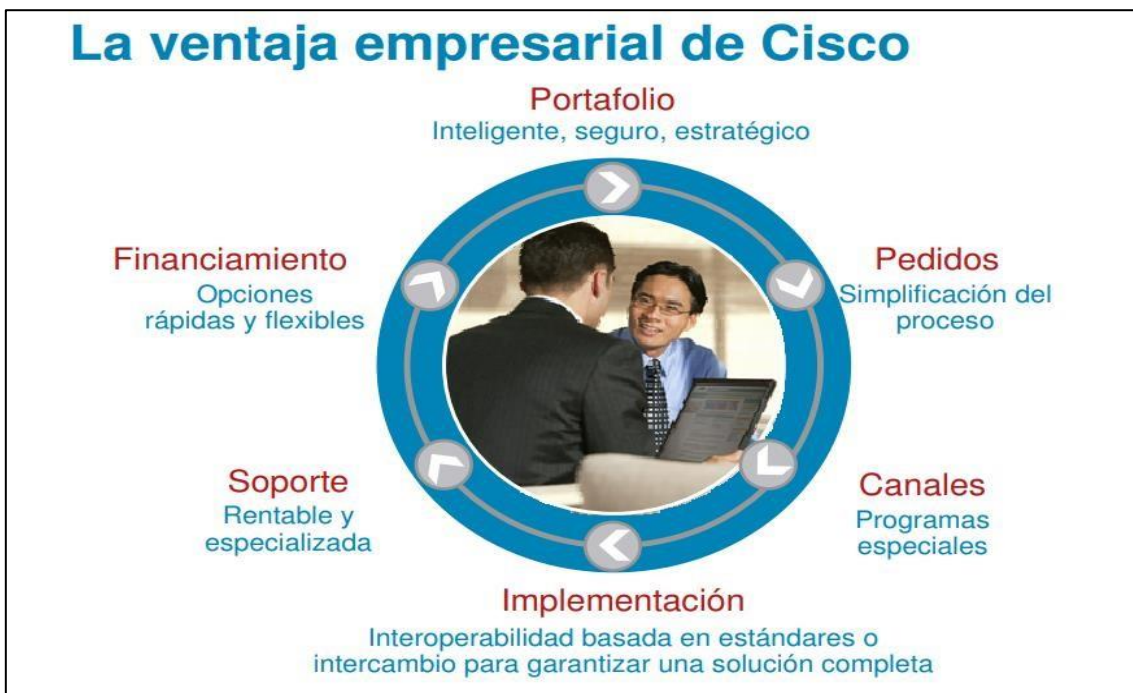 La ventaja empresarial de Cisco
Portafolio
Inteligente, seguro, estratégico
Financiamiento
Opciones
rápidas y flexibles
Pedidos
Simplificación del
proceso
Soporte
Rentable y
especializada
Canales
Programas
especiales
Implementación
Interoperabilidad basada en estándares o
intercambio para garantizar una solución completa